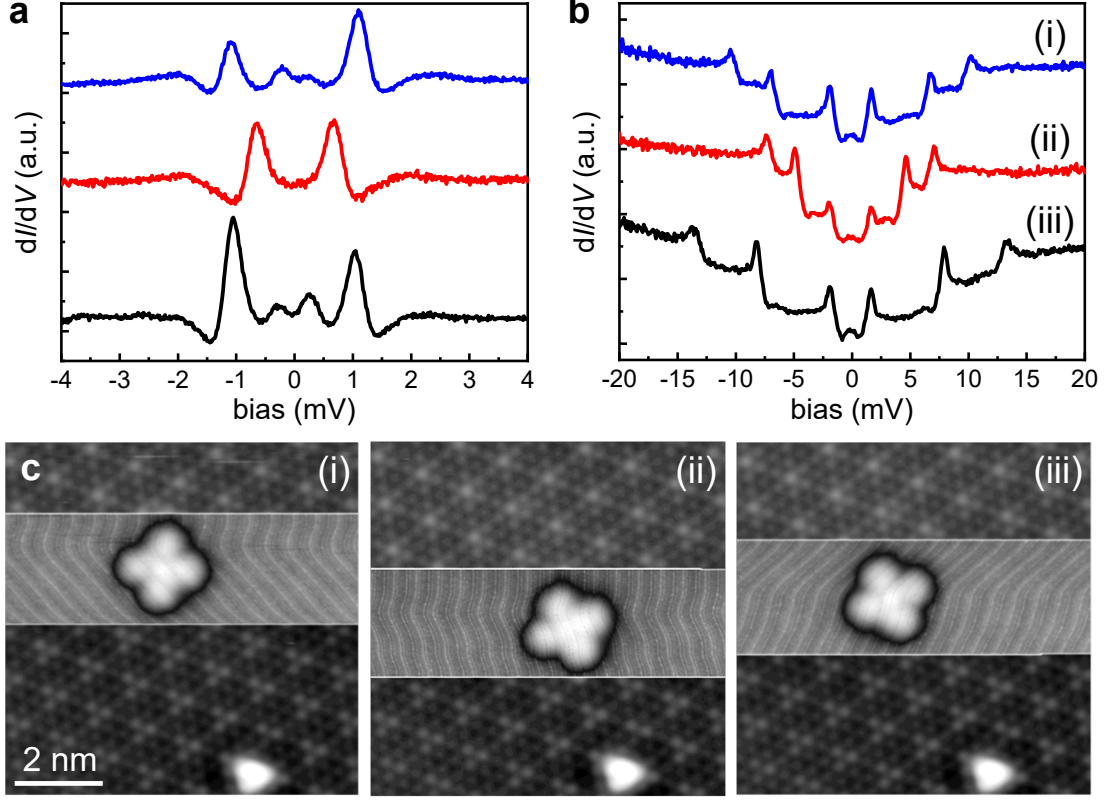 a
dI/dV (a.u.)
-4 -3 -2 -1 0 1 2 3 4
bias (mV)
b
(i)
(ii)
(iii)
dI/dV (a.u.)
-20 -15 -10 -5 0 5 10 15 20
bias (mV)
c
(i)
2 nm
(ii)
(iii)